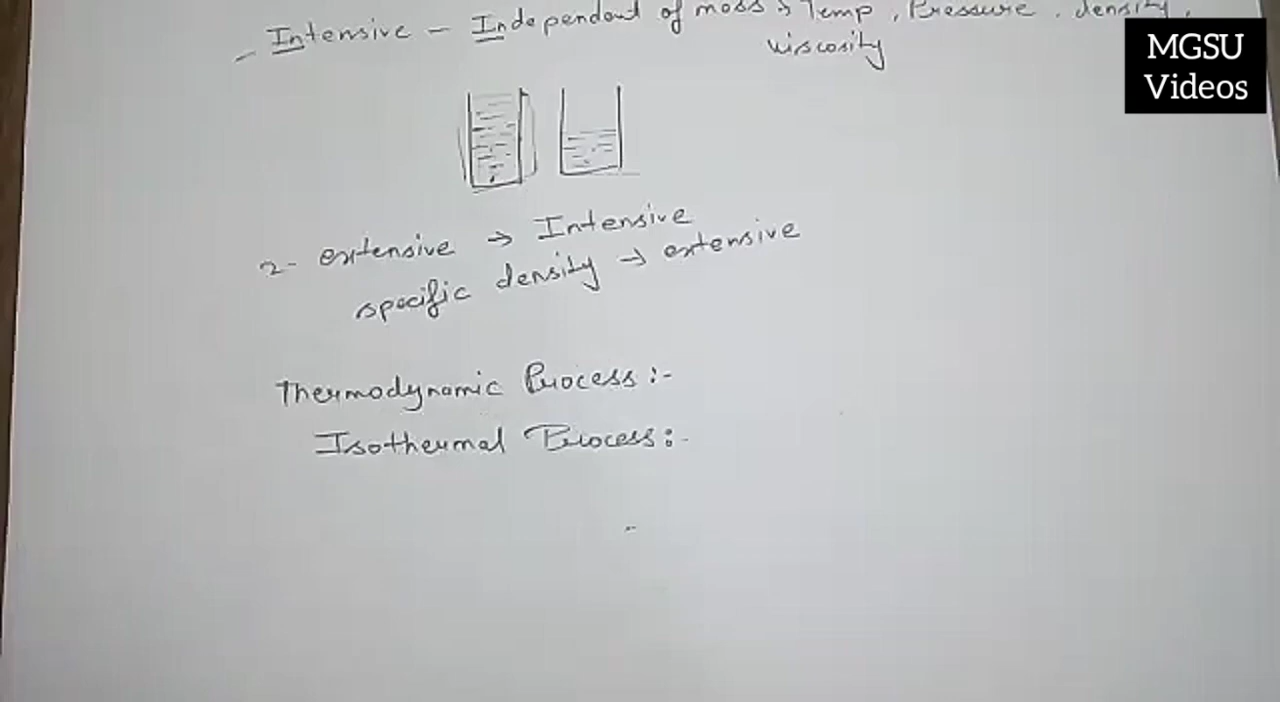 - Intensive - Independent of mass → Temp, Pressure, density,
viscosity
MGSU
Videos
2- extensive → Intensive
specific density → extensive
Thermodynamic Process:-
Isothermal Process:-